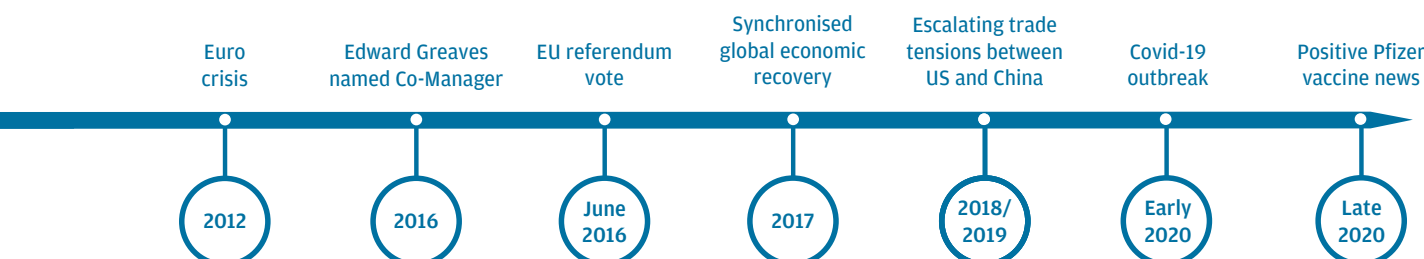 Euro
crisis
Edward Greaves
named Co-Manager
EU referendum
vote
Synchronised
global economic
recovery
Escalating trade
tensions between
US and China
Covid-19
outbreak
Positive Pfizer
vaccine news
2012
2016
June
2016
2017
2018/
2019
Early
2020
Late
2020